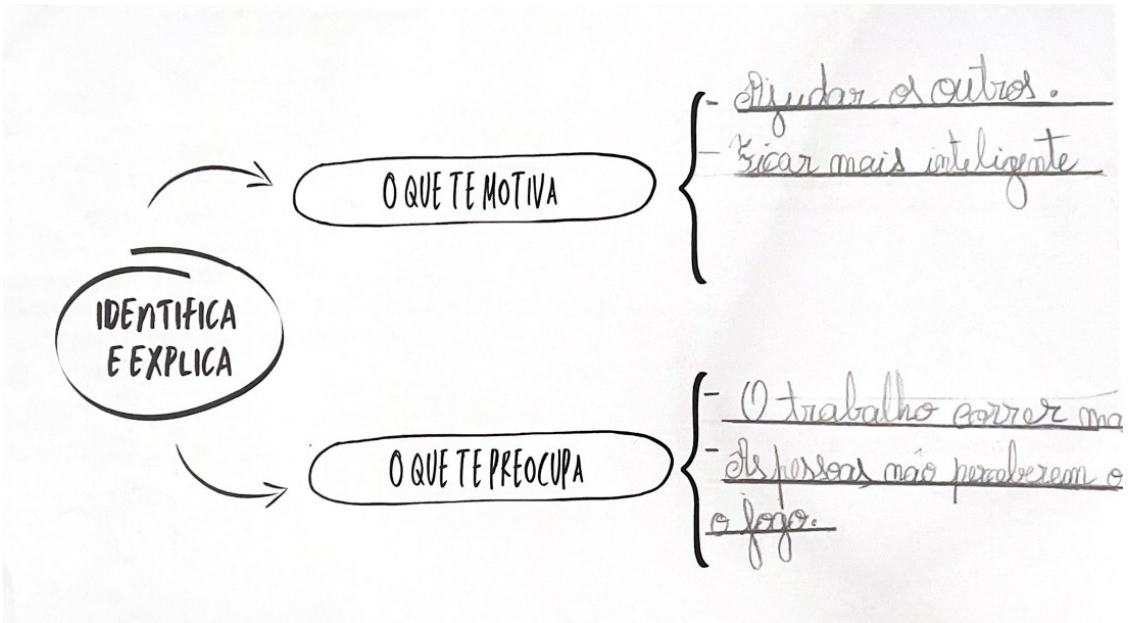 - Ajudar os outros.
- Ficar mais inteligente
O QUE TE MOTIVA
IDENTIFICA
E EXPLICA
- O trabalho correr ma
- As pessoas não perceberem o
o jogo.
O QUE TE PREOCUPA